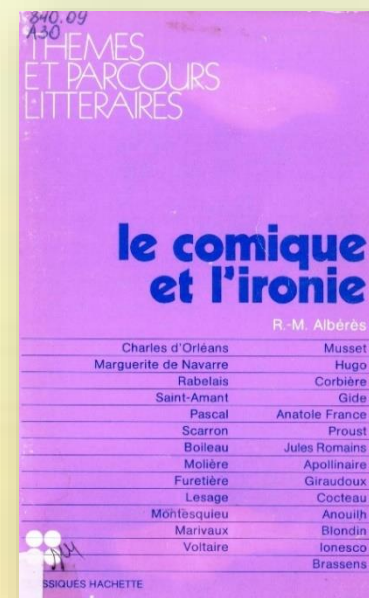 840.09
A30
THEMES
ET PARCOURS
LITTERAIRES
le comique
et l'ironie
R.-M. Albérès
Charles d'Orléans
Marguerite de Navarre
Rabelais
Saint-Amant
Pascal
Scarron
Boileau
Molière
Furetière
Lesage
Montesquieu
Marivaux
Voltaire
Musset
Hugo
Corbière
Gide
Anatole France
Proust
Jules Romains
Apollinaire
Giraudoux
Cocteau
Anouilh
Blondin
Ionesco
Brassens
SSIQUES HACHETTE